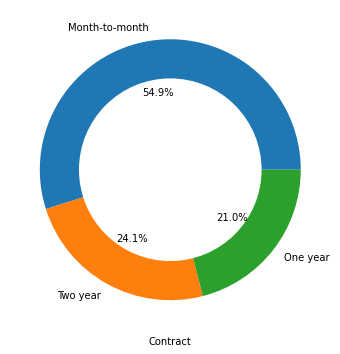 Month-to-month
54.9%
21.0%
24.1%
One year
Two year
Contract